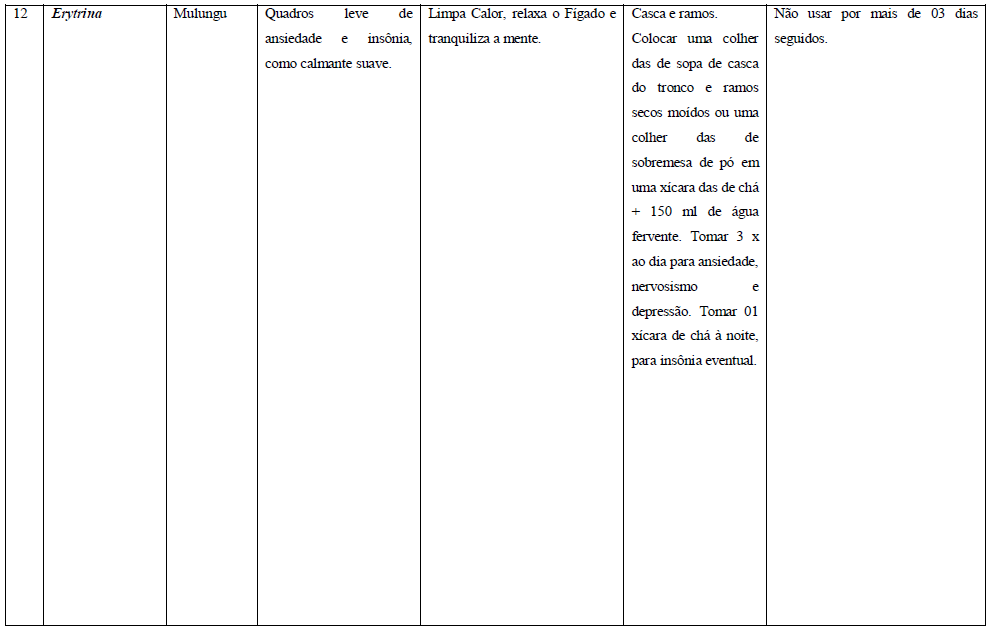 12
Erytrina
Mulungu
Quadros leve de
ansiedade e insônia,
como calmante suave.
Limpa Calor, relaxa o Fígado e
tranquiliza a mente.
Casca e ramos.
Colocar uma colher
das de sopa de casca
do tronco e ramos
secos moídos ou uma
colher das de
sobremesa de pó em
uma xícara das de chá
+ 150 ml de água
fervente. Tomar 3 x
ao dia para ansiedade,
nervosismo e
depressão. Tomar 01
xícara de chá à noite,
para insônia eventual.
Não usar por mais de 03 dias
seguidos.